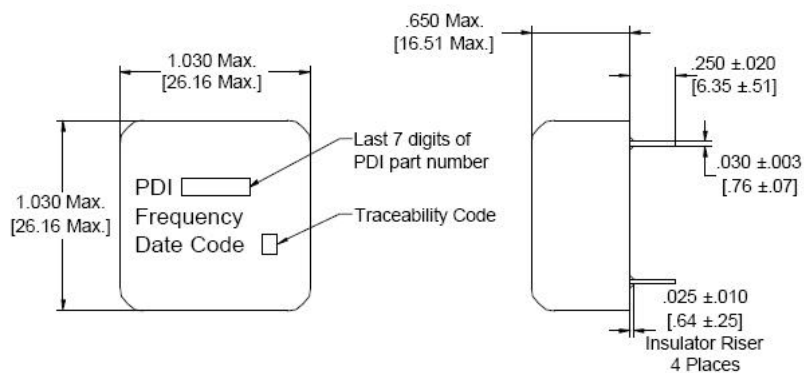 .650 Max.
[16.51 Max.]
1.030 Max.
[26.16 Max.]
.250 ±.020
[6.35 ±.51]
Last 7 digits of
PDI part number
.030 ±.003
[.76 ±.07]
PDI
1.030 Max.
[26.16 Max.]
Frequency
Traceability Code
Date Code
.025 ±.010
[.64 ±.25]
Insulator Riser
4 Places